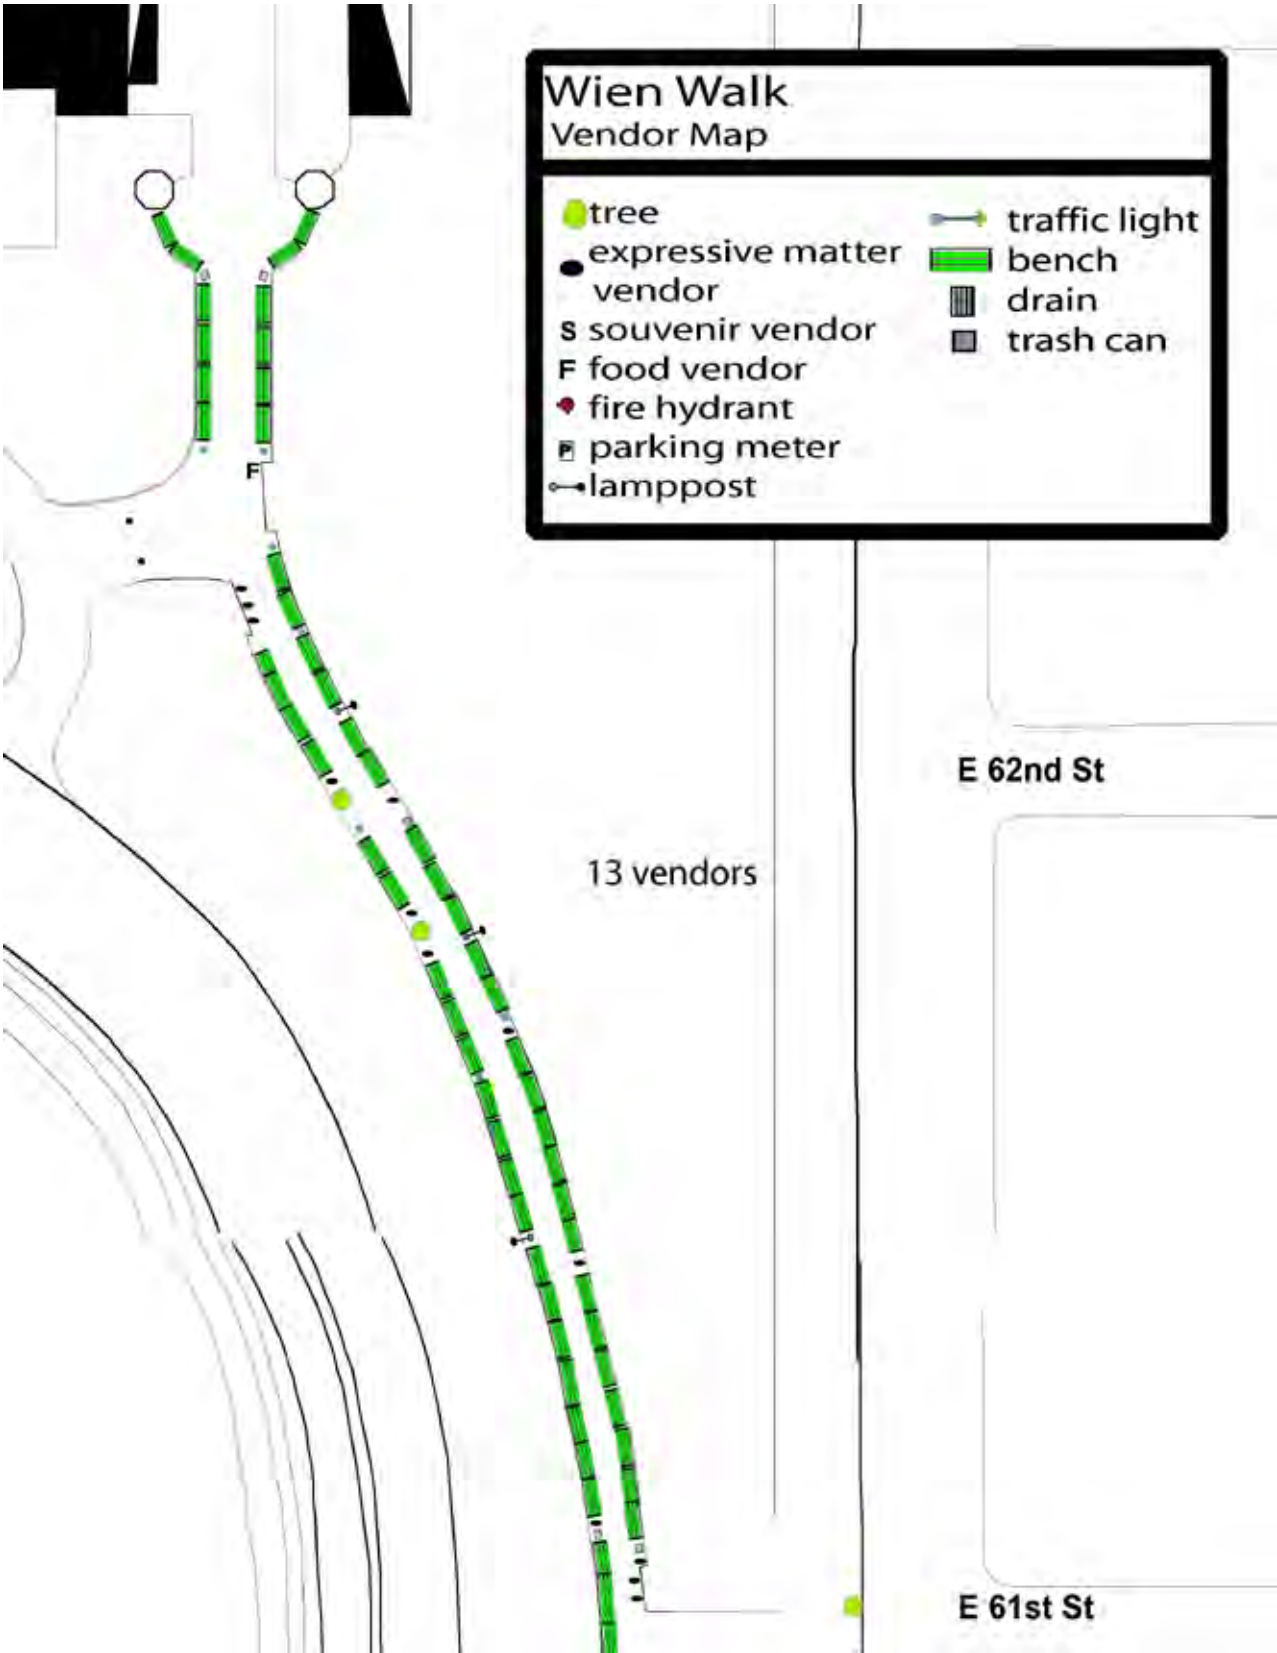 Wien Walk
Vendor Map
tree
expressive matter
vendor
S souvenir vendor
F food vendor
fire hydrant
P parking meter
lamppost
traffic light
bench
drain
trash can
F
E 62nd St
13 vendors
E 61st St